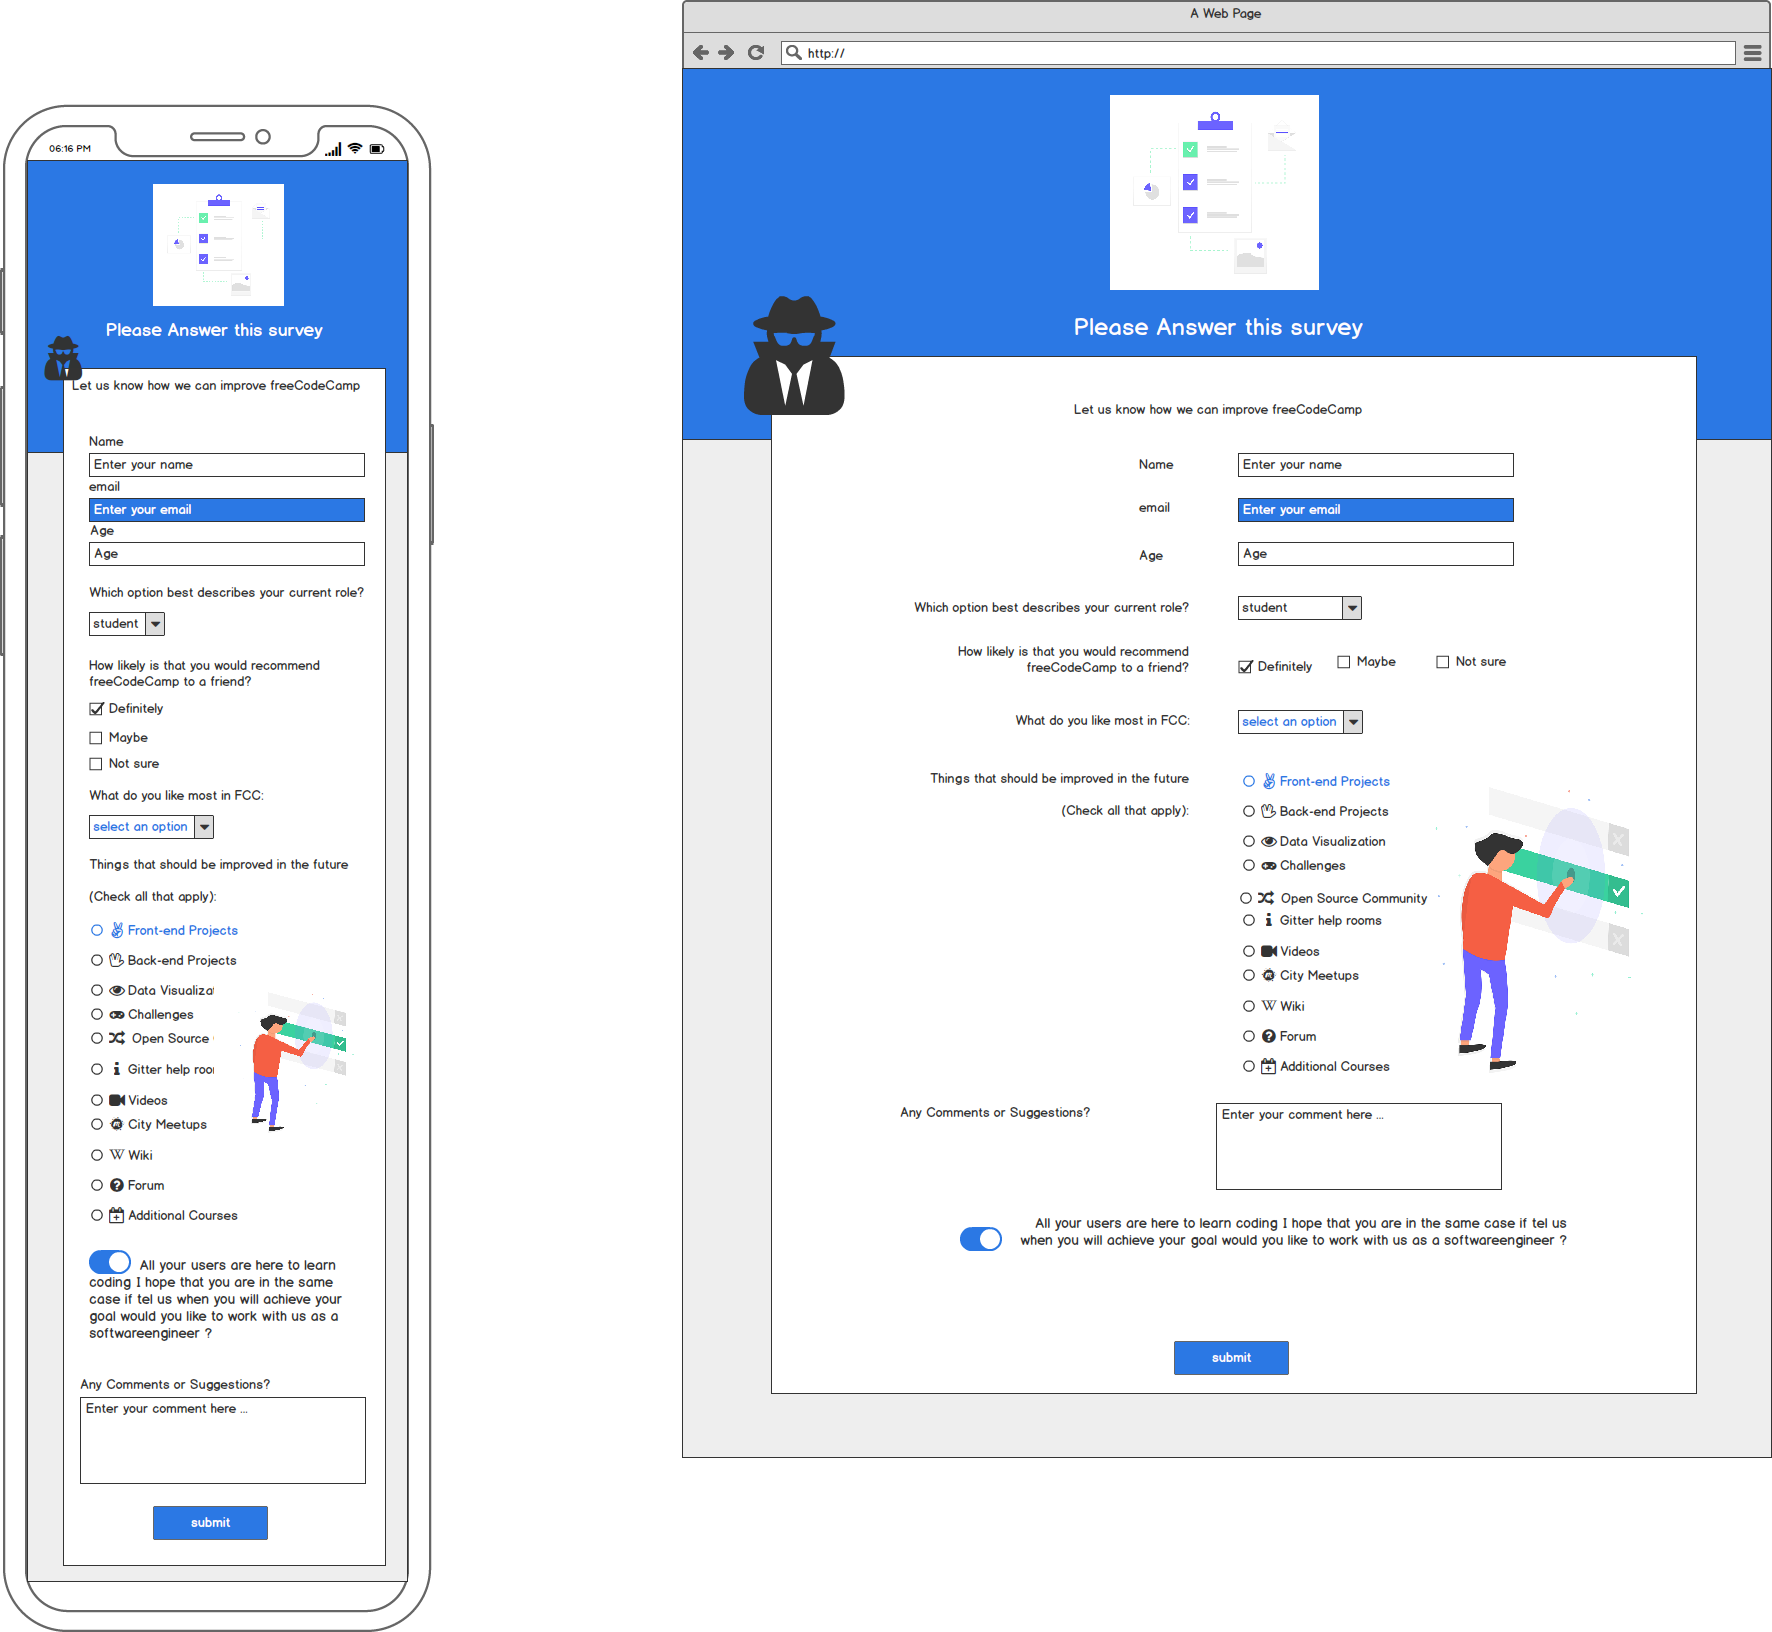 06:16 PM
Please Answer this survey
Let us know how we can improve freeCodeCamp
Name
Enter your name
email
Enter your email
Age
Age
Which option best describes your current role?
student
How likely is that you would recommend
freeCodeCamp to a friend?
Definitely
Maybe
Not sure
What do you like most in FCC:
select an option
Things that should be improved in the future
(Check all that apply):
Front-end Projects
Back-end Projects
Data Visualiza
Challenges
Open Source
Gitter help roo
Videos
City Meetups
Wiki
Forum
Additional Courses
All your users are here to learn
coding I hope that you are in the same
case if tel us when you will achieve your
goal would you like to work with us as a
softwareengineer ?
Any Comments or Suggestions?
Enter your comment here ...
submit
A Web Page
http://
Please Answer this survey
Let us know how we can improve freeCodeCamp
Name
Enter your name
email
Enter your email
Age
Age
Which option best describes your current role?
student
How likely is that you would recommend
freeCodeCamp to a friend?
Definitely
Maybe
Not sure
What do you like most in FCC:
select an option
Things that should be improved in the future
(Check all that apply):
Front-end Projects
Back-end Projects
Data Visualization
Challenges
Open Source Community
Gitter help rooms
Videos
City Meetups
Wiki
Forum
Additional Courses
Any Comments or Suggestions?
Enter your comment here ...
All your users are here to learn coding I hope that you are in the same case if tel us
when you will achieve your goal would you like to work with us as a softwareengineer ?
submit